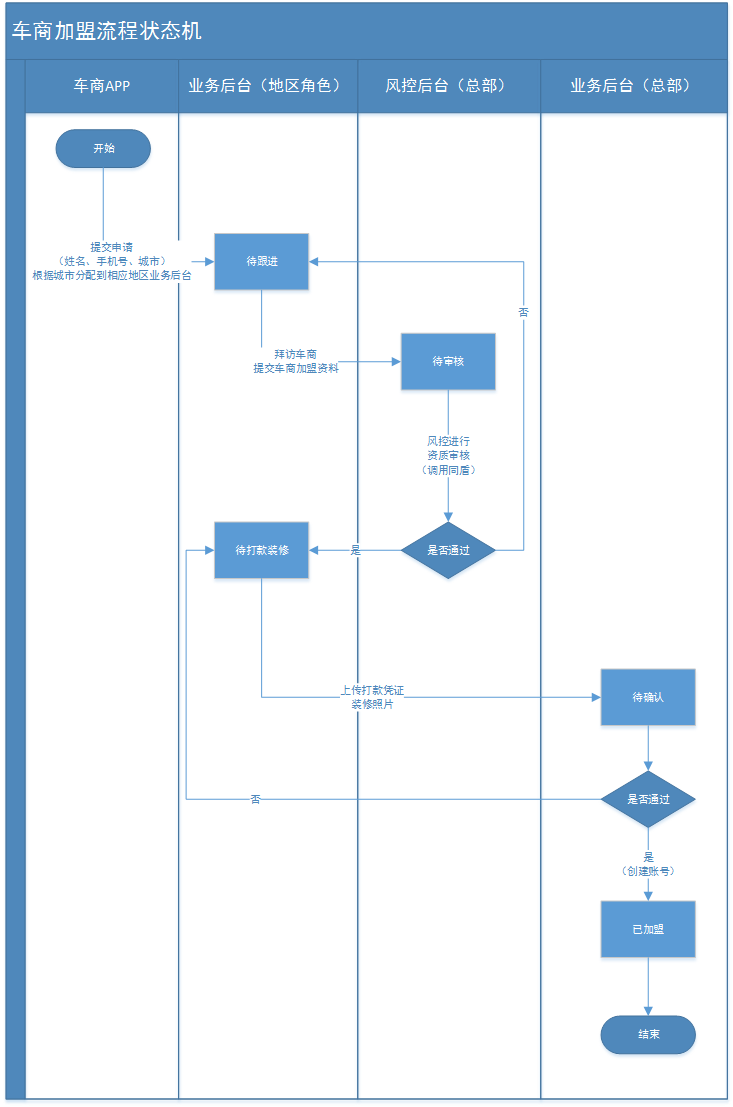 车商加盟流程状态机
车商APP
业务后台（地区角色）
风控后台（总部）
业务后台（总部）
开始
提交申请
（姓名、手机号、城市）
根据城市分配到相应地区业务后台
待跟进
否
拜访车商
提交车商加盟资料
待审核
风控进行
资质审核
（调用同盾）
待打款装修
是
是否通过
上传打款凭证
装修照片
待确认
否
是否通过
是
（创建账号）
已加盟
结束